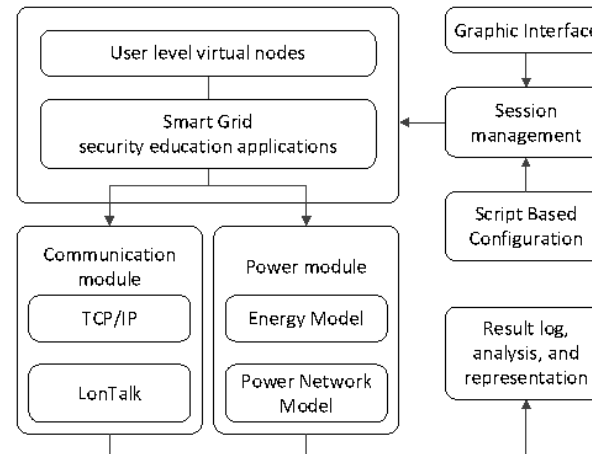 User level virtual nodes
Smart Grid
security education applications
Graphic Interface
Session
management
Script Based
Configuration
Communication
module
TCP/IP
LonTalk
Power module
Energy Model
Power Network
Model
Result log,
analysis, and
representation